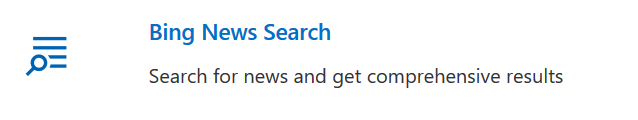 Bing News Search
Search for news and get comprehensive results